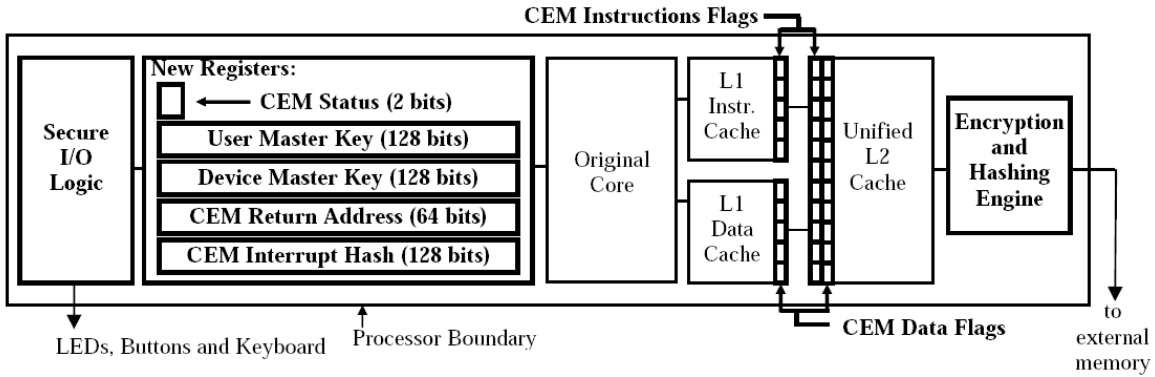 CEM Instructions Flags
New Registers:
CEM Status (2 bits)
User Master Key (128 bits)
Device Master Key (128 bits)
CEM Return Address (64 bits)
CEM Interrupt Hash (128 bits)
Secure
I/O
Logic
Original
Core
L1
Instr.
Cache
L1
Data
Cache
Unified
L2
Cache
Encryption
and
Hashing
Engine
CEM Data Flags
LEDs, Buttons and Keyboard
Processor Boundary
to
external
memory